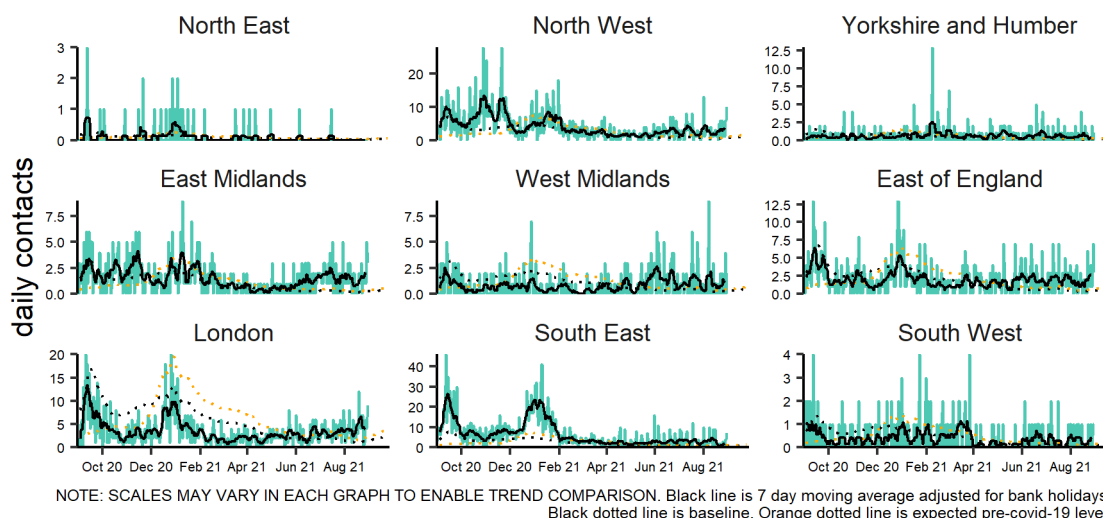 North East
North West
Yorkshire and Humber
3
2
1
0
20
10
0
12.5
10.0
7.5
5.0
2.5
0.0
daily contacts
East Midlands
West Midlands
East of England
7.5
5.0
2.5
0.0
7.5
5.0
2.5
0.0
12.5
10.0
7.5
5.0
2.5
0.0
London
South East
South West
20
15
10
5
0
40
30
20
10
0
4
3
2
1
0
Oct 20 Dec 20 Feb 21 Apr 21 Jun 21 Aug 21
Oct 20 Dec 20 Feb 21 Apr 21 Jun 21 Aug 21
Oct 20 Dec 20 Feb 21 Apr 21 Jun 21 Aug 21
NOTE: SCALES MAY VARY IN EACH GRAPH TO ENABLE TREND COMPARISON. Black line is 7 day moving average adjusted for bank holidays
Black dotted line is baseline. Orange dotted line is expected pre-covid-19 leve